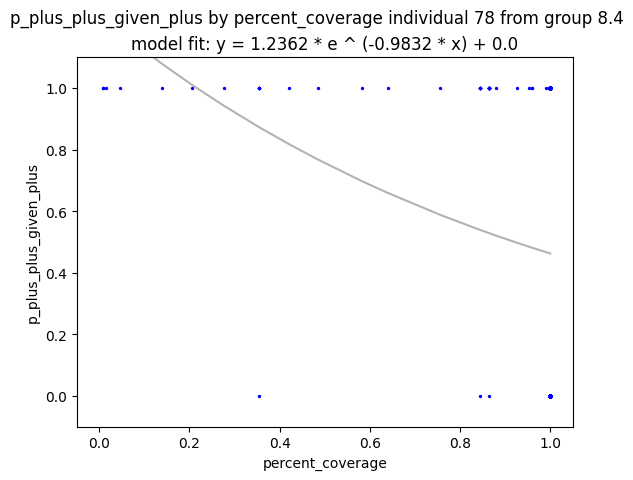 p_plus_plus_given_plus by percent_coverage individual 78 from group 8.4
model fit: y = 1.2362 * e ^ (-0.9832 * x) + 0.0
1.0
0.8
0.6
0.4
0.2
0.0
p_plus_plus_given_plus
0.0 0.2 0.4 0.6 0.8 1.0
percent_coverage